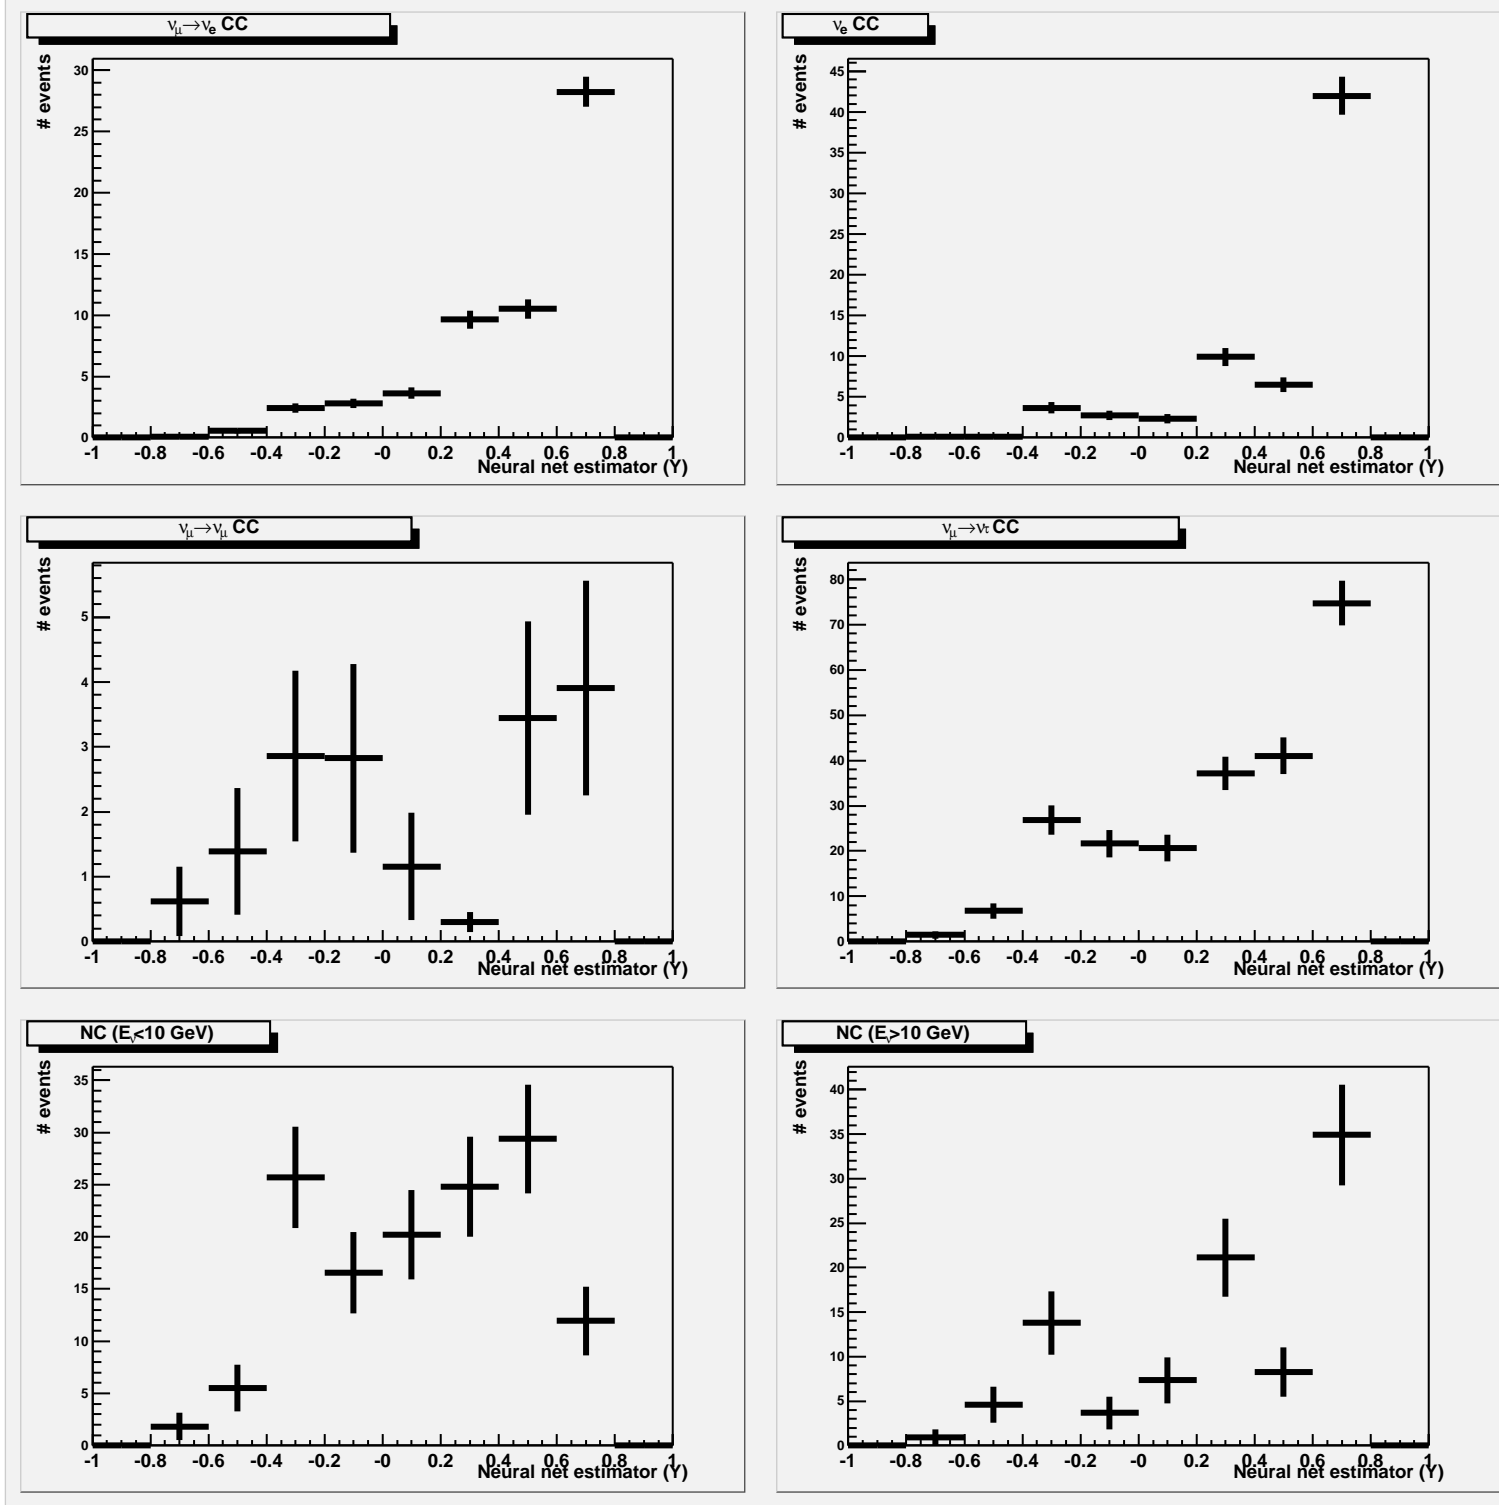 νμ→νe CC
# events
30
25
20
15
10
5
0
-1 -0.8 -0.6 -0.4 -0.2 -0 0.2 0.4 0.6 0.8 1
Neural net estimator (Y)
νe CC
# events
45
40
35
30
25
20
15
10
5
0
-1 -0.8 -0.6 -0.4 -0.2 -0 0.2 0.4 0.6 0.8 1
Neural net estimator (Y)
νμ→νμ CC
# events
5
4
3
2
1
0
-1 -0.8 -0.6 -0.4 -0.2 -0 0.2 0.4 0.6 0.8 1
Neural net estimator (Y)
νμ→ντ CC
# events
80
70
60
50
40
30
20
10
0
-1 -0.8 -0.6 -0.4 -0.2 -0 0.2 0.4 0.6 0.8 1
Neural net estimator (Y)
NC (Eν<10 GeV)
# events
35
30
25
20
15
10
5
0
-1 -0.8 -0.6 -0.4 -0.2 -0 0.2 0.4 0.6 0.8 1
Neural net estimator (Y)
NC (Eν>10 GeV)
# events
40
35
30
25
20
15
10
5
0
-1 -0.8 -0.6 -0.4 -0.2 -0 0.2 0.4 0.6 0.8 1
Neural net estimator (Y)